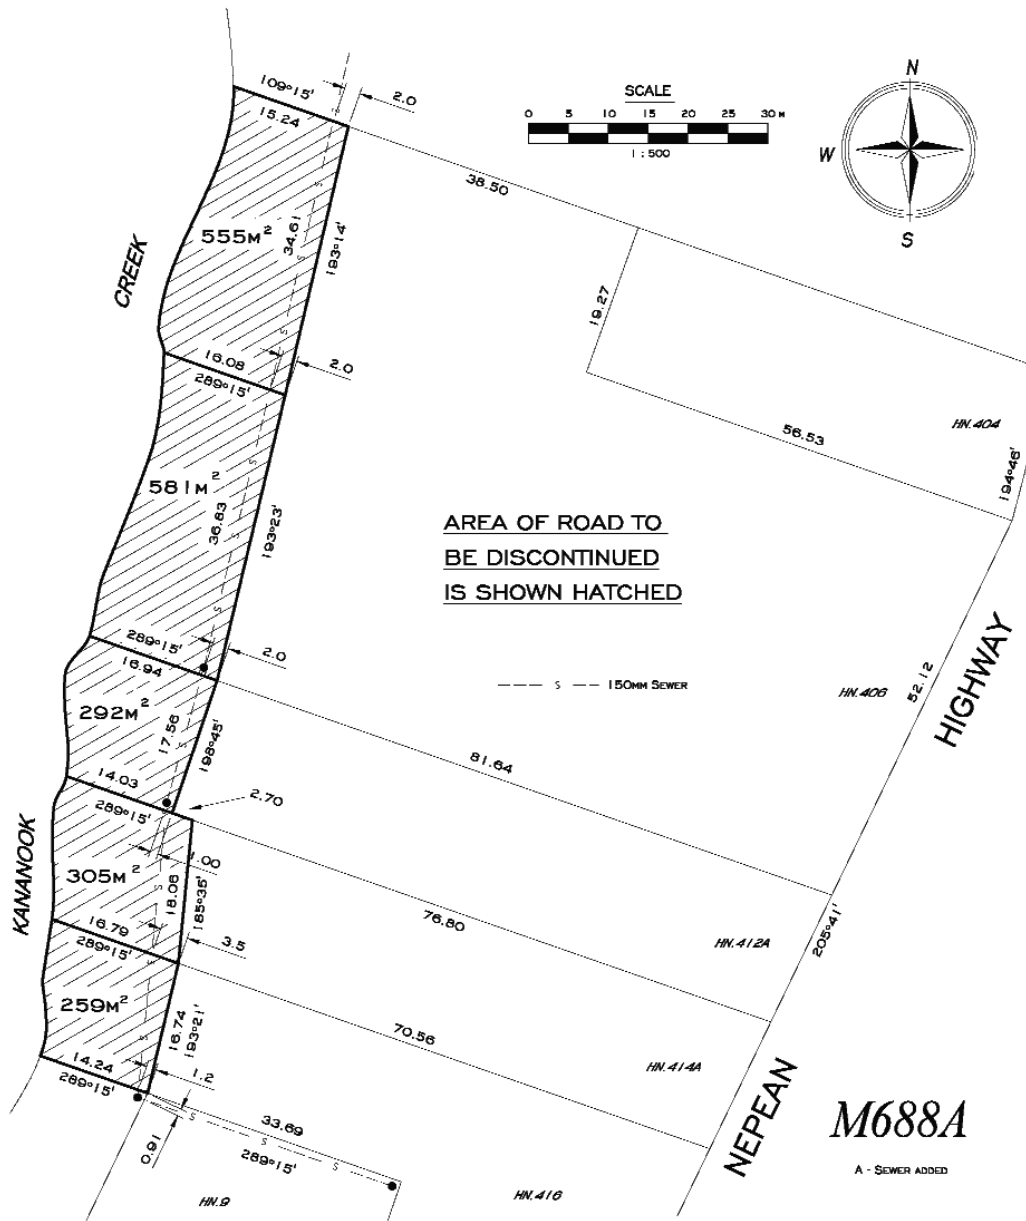 109°15'
15.24
2.0
SCALE
0 5 10 15 20 25 30 M
1 : 500
N
W
S
38.50
555M²
34.61
193°14'
CREEK
19.27
16.08
289°15'
2.0
56.53
HN.404
194°46'
581M²
36.83
193°23'
AREA OF ROAD TO
BE DISCONTINUED
IS SHOWN HATCHED
289°15'
16.94
2.0
S 150MM SEWER
HN.406
52.12
HIGHWAY
292M²
17.56
198°45'
81.64
14.03
289°15'
2.70
KANANOOK
305M²
1.00
18.06
185°35'
76.80
HN.412A
205°41'
16.79
289°15'
3.5
259M²
16.74
193°21'
70.56
HN.414A
14.24
289°15'
1.2
0.91
33.69
289°15'
NEPEAN
M688A
A - SEWER ADDED
HN.9
HN.416